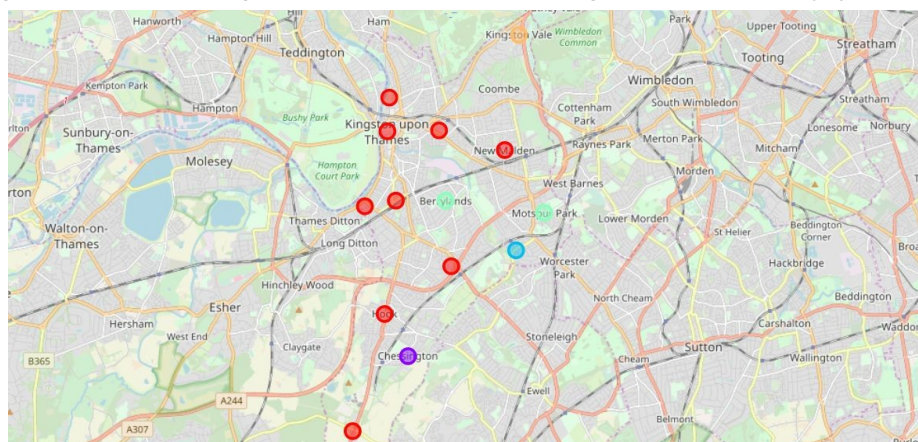 Hanworth
Ham
Hampton Hill
Teddington
Kingston Vale
Wimbledon
Common
Park
Upper Tooting
Streatham
Tooting
Kempton Park
Hampton
Bushy Park
Coombe
Wimbledon
Cottenham
Park
South Wimbledon
Streatham
Sunbury-on-
Thames
Kingston upon
Thames
Lonesome
Norbury
Molesey
Hampton
Court Park
New Malden
Raynes Park
Merton Park
Mitcham
Morden
West Barnes
Walton-on-
Thames
Thames Ditton
Berrylands
Motspur Park
Lower Morden
Long Ditton
St Helier
Beddington
Corner
Hackbridge
Worcester
Park
Hinchley Wood
Esher
Hook
North Cheam
Beddington
Hersham
West End
Claygate
Stoneleigh
Carshalton
B365
Chessington
Cheam
Sutton
Wallington
Ewell
A244
A307
Belmont